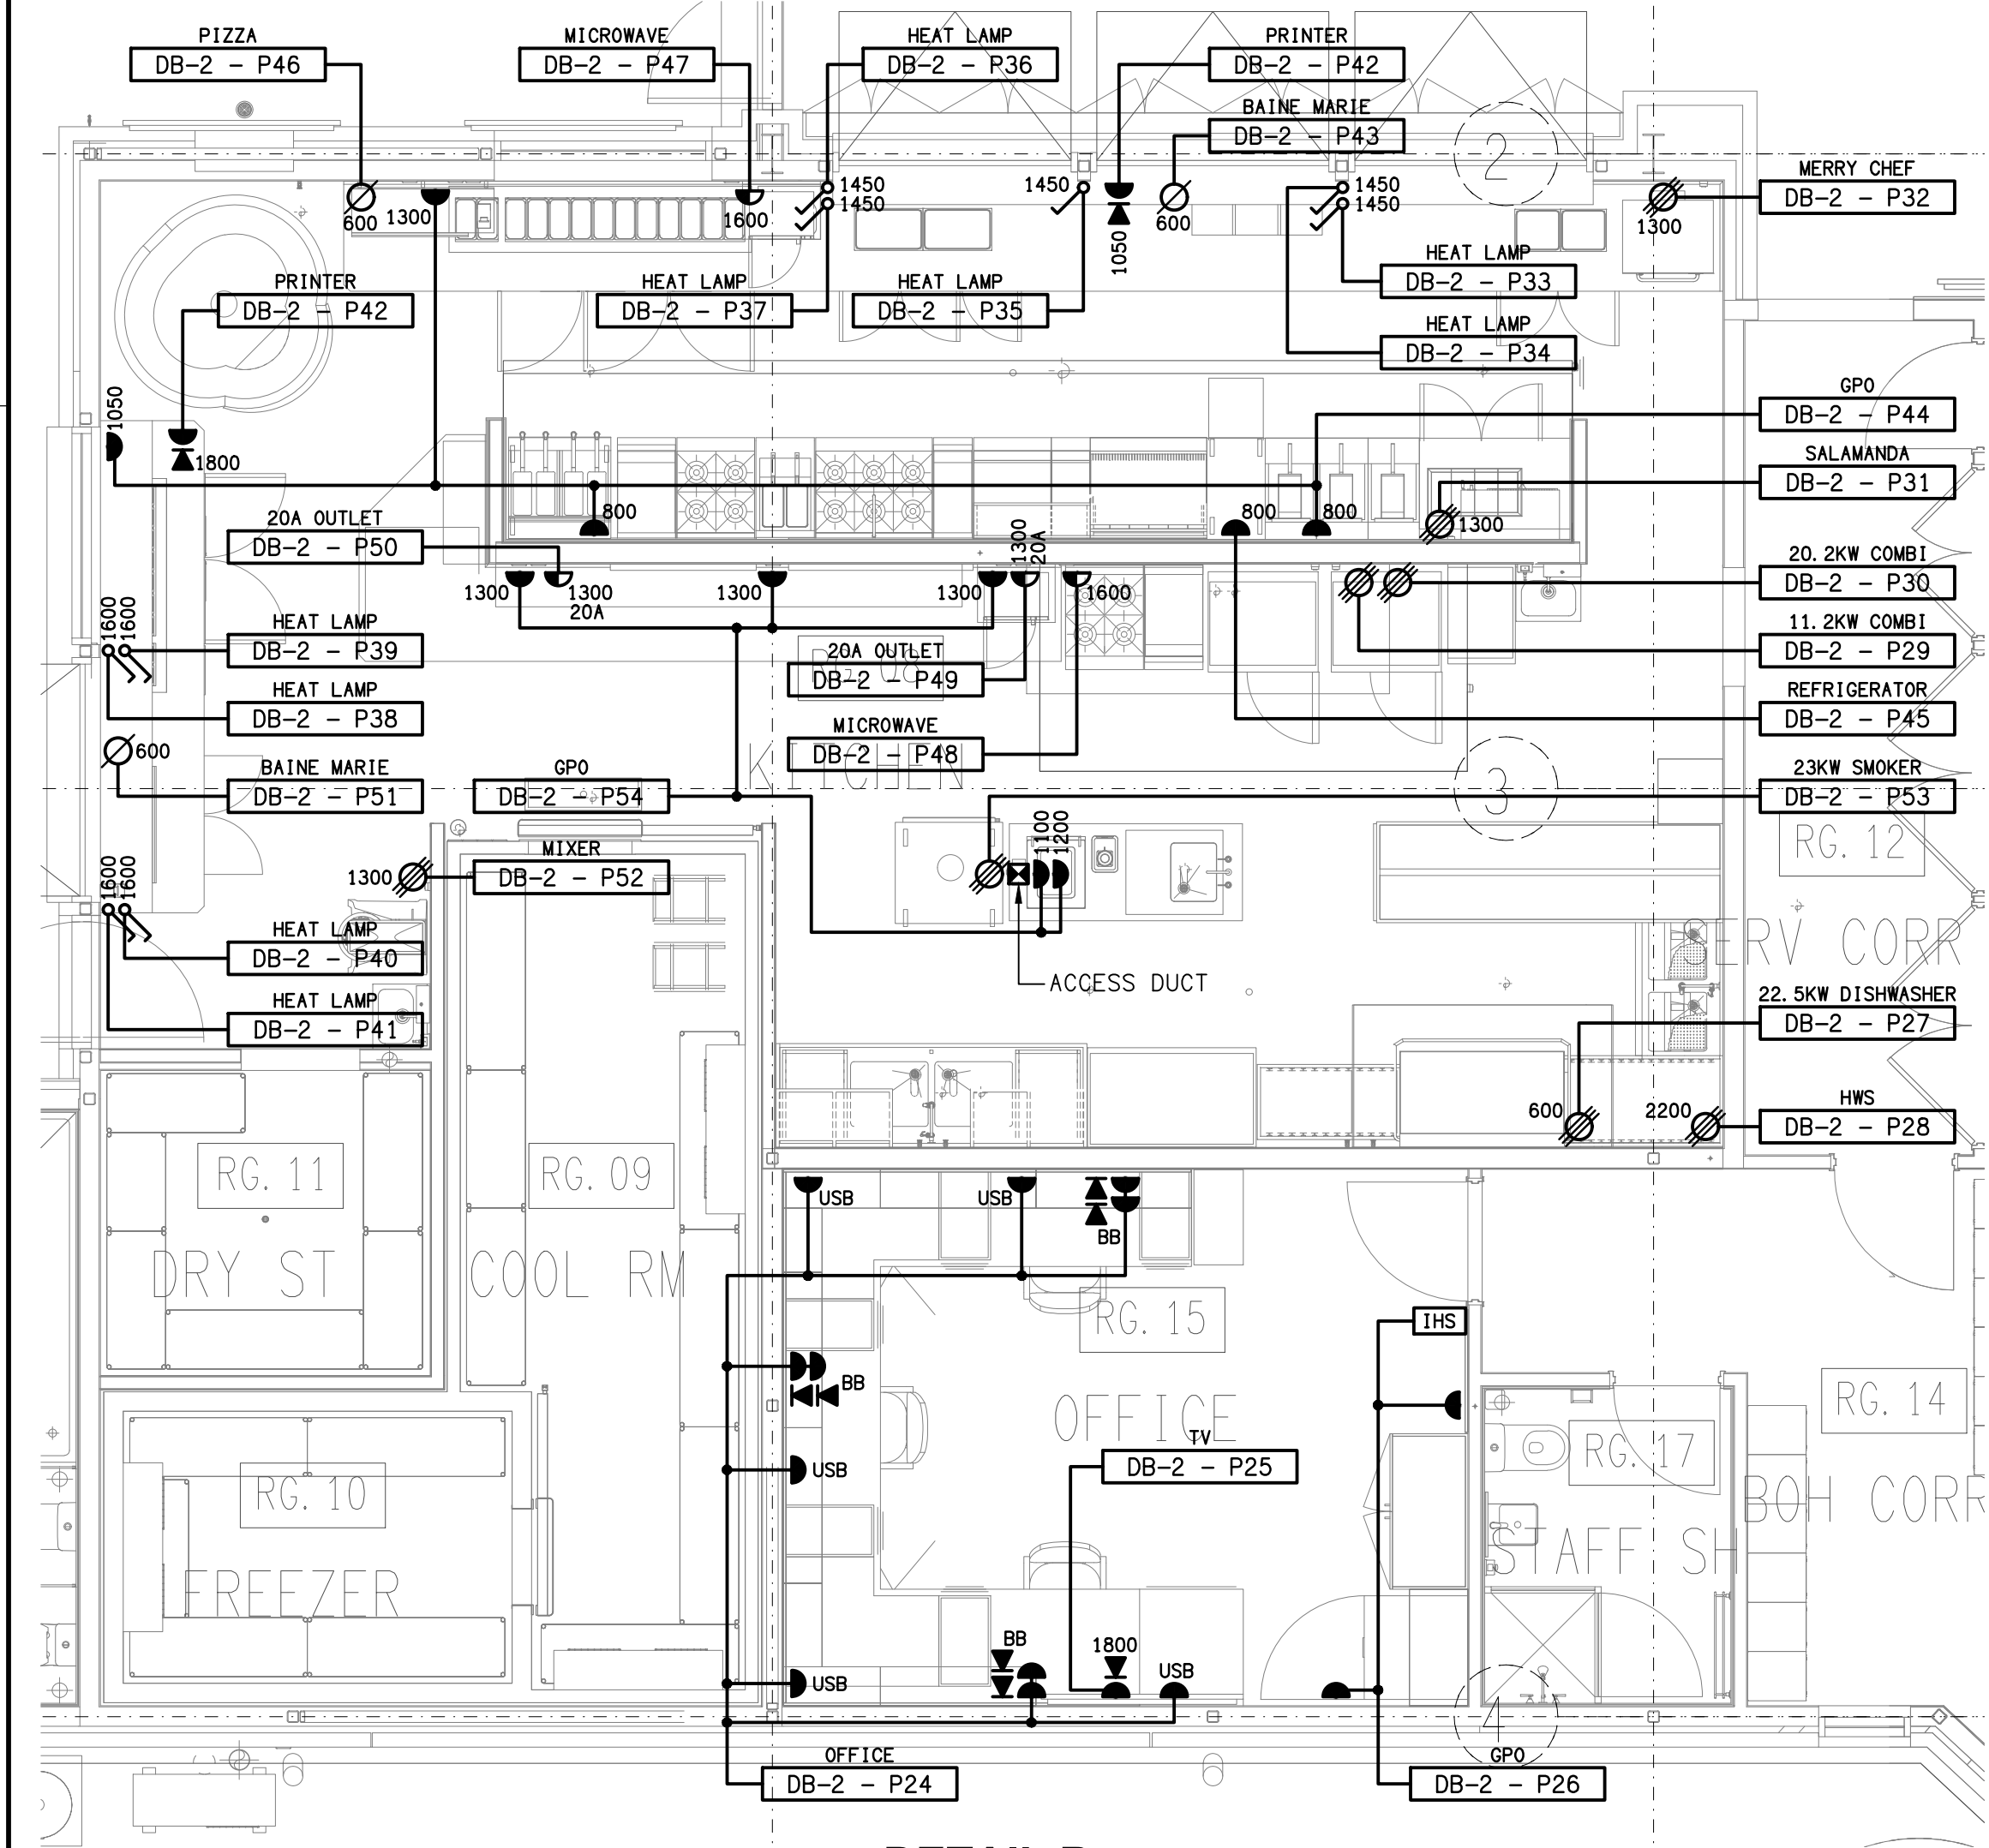 PIZZA
DB-2 - P46
MICROWAVE
DB-2 - P47
HEAT LAMP
DB-2 - P36
PRINTER
DB-2 - P42
BAINE MARIE
DB-2 - P43
2
MERRY CHEF
DB-2 - P32
600
1300
1600
1450
1450
1450
1050
600
1450
1450
1300
PRINTER
DB-2 - P42
HEAT LAMP
DB-2 - P37
HEAT LAMP
DB-2 - P35
HEAT LAMP
DB-2 - P33
HEAT LAMP
DB-2 - P34
1050
1800
GPO
DB-2 - P44
SALAMANDA
DB-2 - P31
800
800
800
1300
20A OUTLET
DB-2 - P50
1300
1300
20A
1300
1300
1300
20A
1600
20.2KW COMBI
DB-2 - P30
11.2KW COMBI
DB-2 - P29
REFRIGERATOR
DB-2 - P45
1600
1600
HEAT LAMP
DB-2 - P39
HEAT LAMP
DB-2 - P38
RG. 08
KITCHEN
20A OUTLET
DB-2 - P49
MICROWAVE
DB-2 - P48
600
BAINE MARIE
DB-2 - P51
GPO
DB-2 - P54
3
23KW SMOKER
DB-2 - P53
RG. 12
SERV CORR
1100
1200
1300
MIXER
DB-2 - P52
1600
1600
HEAT LAMP
DB-2 - P40
HEAT LAMP
DB-2 - P41
ACCESS DUCT
22.5KW DISHWASHER
DB-2 - P27
600
2200
HWS
DB-2 - P28
RG. 11
DRY ST
RG. 09
COOL RM
USB
USB
BB
RG. 15
OFFICE
IHS
BB
USB
TV
DB-2 - P25
RG. 17
STAFF SH
RG. 14
BOH CORR
RG. 10
FREEZER
USB
BB
1800
USB
4
OFFICE
DB-2 - P24
GPO
DB-2 - P26